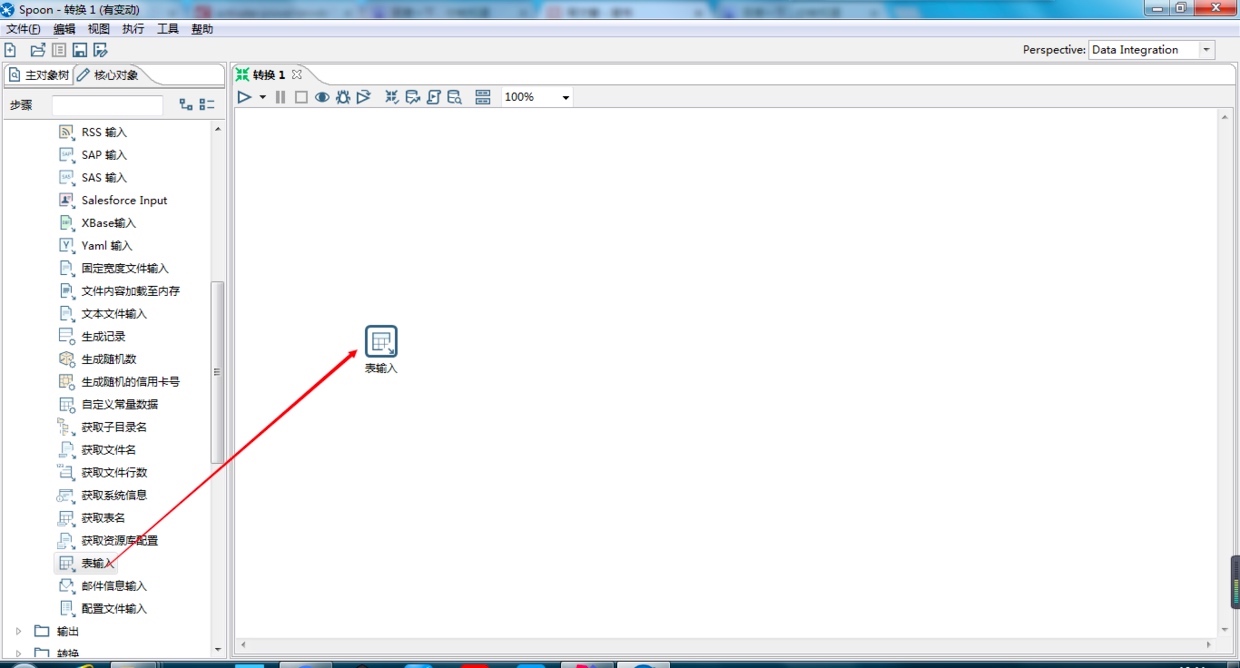 Spoon - 转换 1 (有变动)
文件(F) 编辑 视图 执行 工具 帮助
Perspective: Data Integration
主对象树 核心对象
转换 1
步骤
100%
RSS 输入
SAP 输入
SAS 输入
Salesforce Input
XBase输入
Yaml 输入
固定宽度文件输入
文件内容加载至内存
文本文件输入
生成记录
生成随机数
生成随机的信用卡号
自定义常量数据
获取子目录名
获取文件名
获取文件行数
获取系统信息
获取表名
获取资源库配置
表输入
邮件信息输入
配置文件输入
输出
转换
表输入